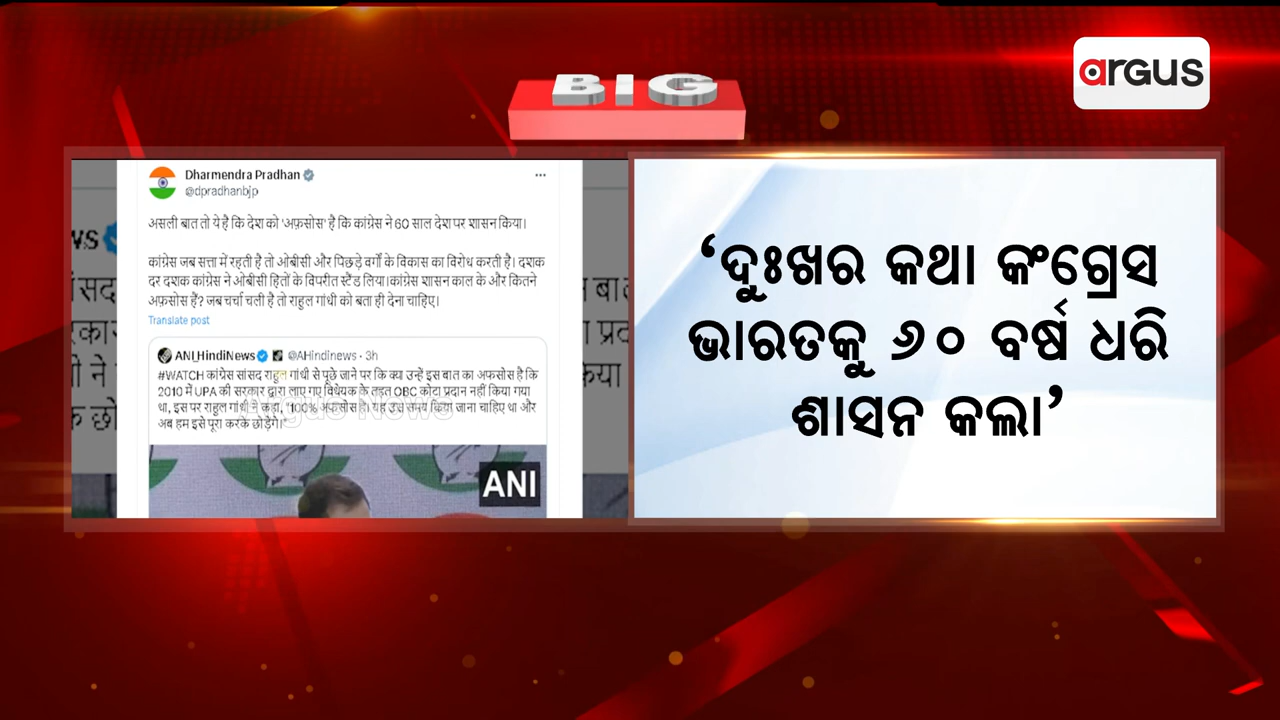 argus
BIG
Dharmendra Pradhan
@dpradhanbjp
असली बात तो ये है कि देश को 'अफ़सोस' है कि कांग्रेस ने 60 साल देश पर शासन किया।
कांग्रेस जब सत्ता में रहती है तो ओबीसी और पिछड़े वर्गों के विकास का विरोध करती है। दशक
दर दशक कांग्रेस ने ओबीसी हितों के विपरीत स्टैंड लिया।कांग्रेस शासन काल के और कितने
अफ़सोस हैं? जब चर्चा चली है तो राहुल गांधी को बता ही देना चाहिए।
Translate post
ANI_HindiNews @AHindinews · 3h
#WATCH कांग्रेस सांसद राहुल गांधी से पूछे जाने पर कि क्या उन्हें इस बात का अफसोस है कि
2010 में UPA की सरकार द्वारा लाए गए विधेयक के तहत OBC कोटा प्रदान नहीं किया गया
था, इस पर राहुल गांधी ने कहा, "100% अफसोस है। यह उस समय किया जाना चाहिए था और
अब हम इसे पूरा करके छोड़ेंगे।"
Argus News
ANI
‘ଦୁଃଖର କଥା କଂଗ୍ରେସ
ଭାରତକୁ ୬୦ ବର୍ଷ ଧରି
ଶାସନ କଲା’